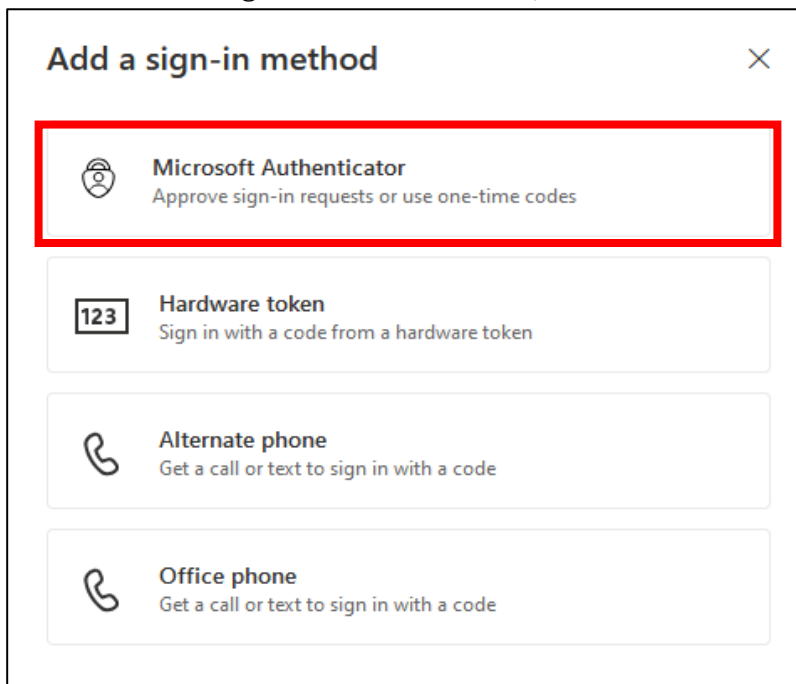 Add a sign-in method
Microsoft Authenticator
Approve sign-in requests or use one-time codes
123
Hardware token
Sign in with a code from a hardware token
Alternate phone
Get a call or text to sign in with a code
Office phone
Get a call or text to sign in with a code